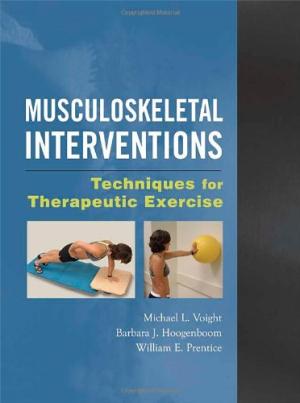 MUSCULOSKELETAL
INTERVENTIONS
Techniques for
Therapeutic Exercise
Michael L. Voight
Barbara J. Hoogenboom
William E. Prentice